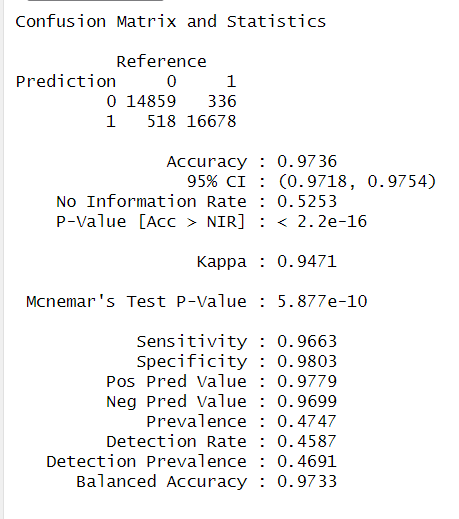 Confusion Matrix and Statistics
Reference
Prediction 0 1
0 14859 336
1 518 16678
Accuracy : 0.9736
95% CI : (0.9718, 0.9754)
No Information Rate : 0.5253
P-Value [Acc > NIR] : < 2.2e-16
Kappa : 0.9471
Mcnemar's Test P-Value : 5.877e-10
Sensitivity : 0.9663
Specificity : 0.9803
Pos Pred Value : 0.9779
Neg Pred Value : 0.9699
Prevalence : 0.4747
Detection Rate : 0.4587
Detection Prevalence : 0.4691
Balanced Accuracy : 0.9733